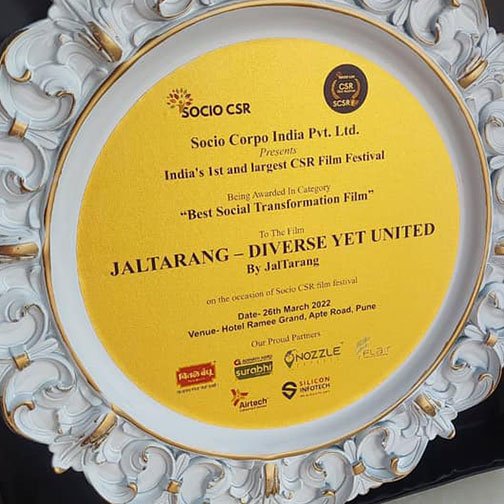 SOCIO CSR
CSR
SCSRF
Socio Corpo India Pvt. Ltd.
Presents
India's 1st and largest CSR Film Festival
Being Awarded In Category
"Best Social Transformation Film"
To The Film
JALTARANG – DIVERSE YET UNITED
By JalTarang
on the occasion of Socio CSR film festival
Date- 26th March 2022
Venue- Hotel Ramee Grand, Apte Road, Pune
Our Proud Partners
चितळे बंधू
surabhi
NOZZLE
Airtech
SILICON
INFOTECH